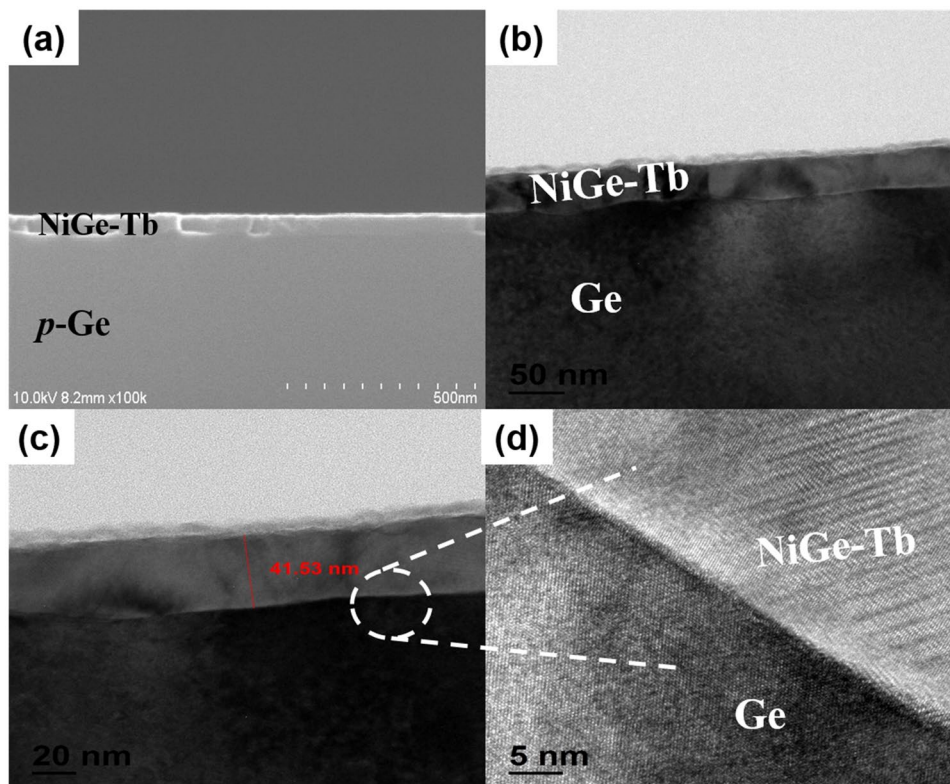 (a)
NiGe-Tb
p-Ge
10.0kV 8.2mm x100k
500nm
(b)
NiGe-Tb
Ge
50 nm
(c)
41.53 nm
20 nm
(d)
NiGe-Tb
Ge
5 nm